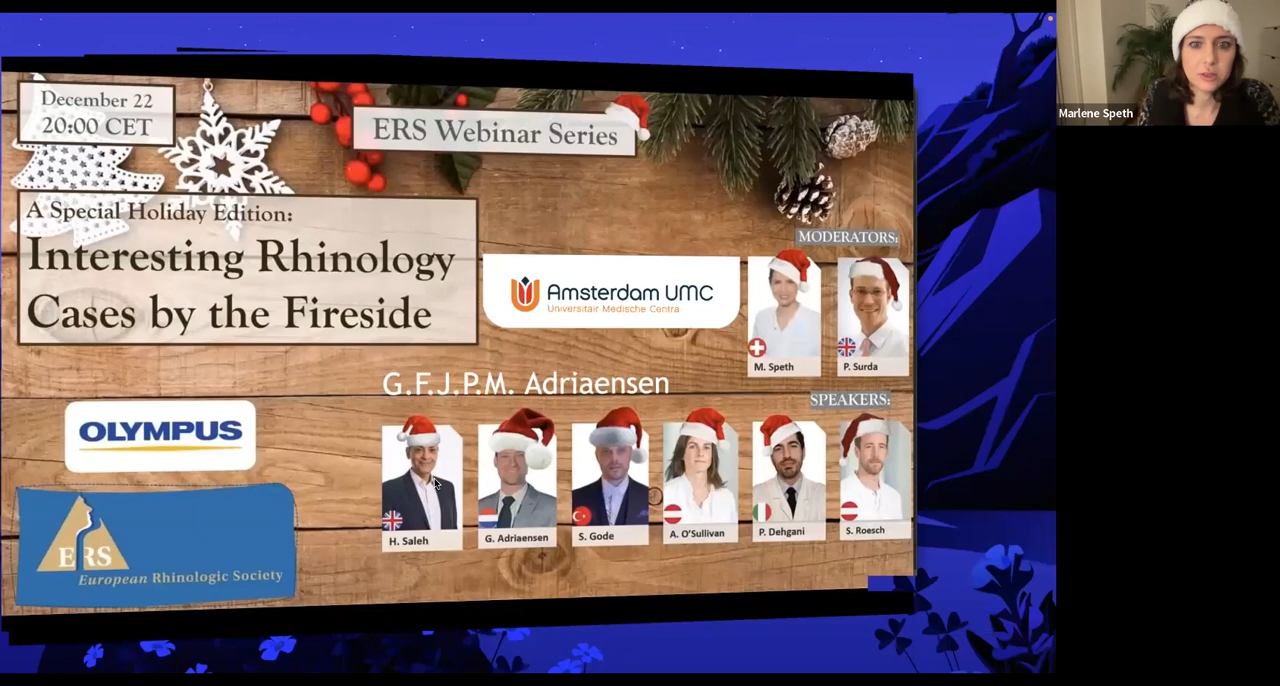 December 22
20:00 CET
ERS Webinar Series
A Special Holiday Edition:
Interesting Rhinology
Cases by the Fireside
Amsterdam UMC
Universitair Medische Centra
MODERATORS:
M. Speth
P. Surda
G.F.J.P.M. Adriaensen
SPEAKERS:
OLYMPUS
H. Saleh
G. Adriaensen
S. Gode
A. O'Sullivan
P. Dehgani
S. Roesch
ERS
European Rhinologic Society
Marlene Speth